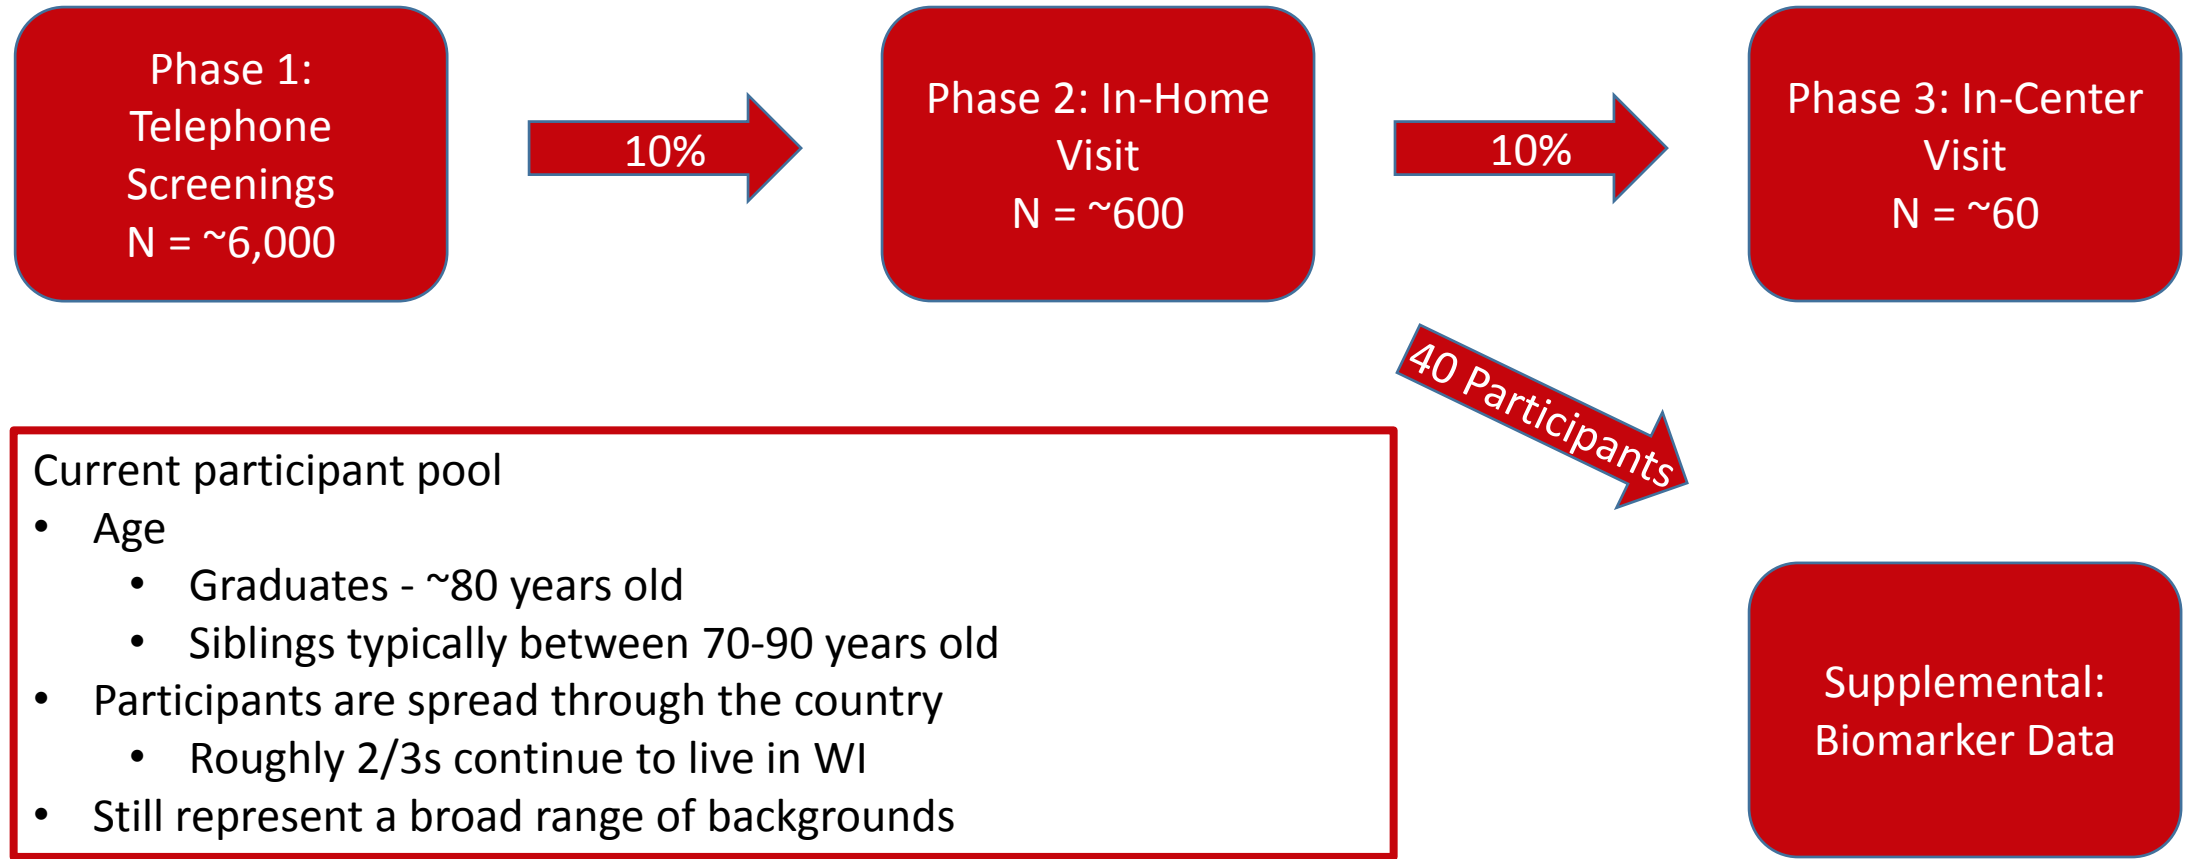 Phase 1:
Telephone
Screenings
N = ~6,000
10%
Phase 2: In-Home
Visit
N = ~600
10%
Phase 3: In-Center
Visit
N = ~60
40 Participants
Current participant pool
• Age
• Graduates - ~80 years old
• Siblings typically between 70-90 years old
• Participants are spread through the country
• Roughly 2/3s continue to live in WI
• Still represent a broad range of backgrounds
Supplemental:
Biomarker Data